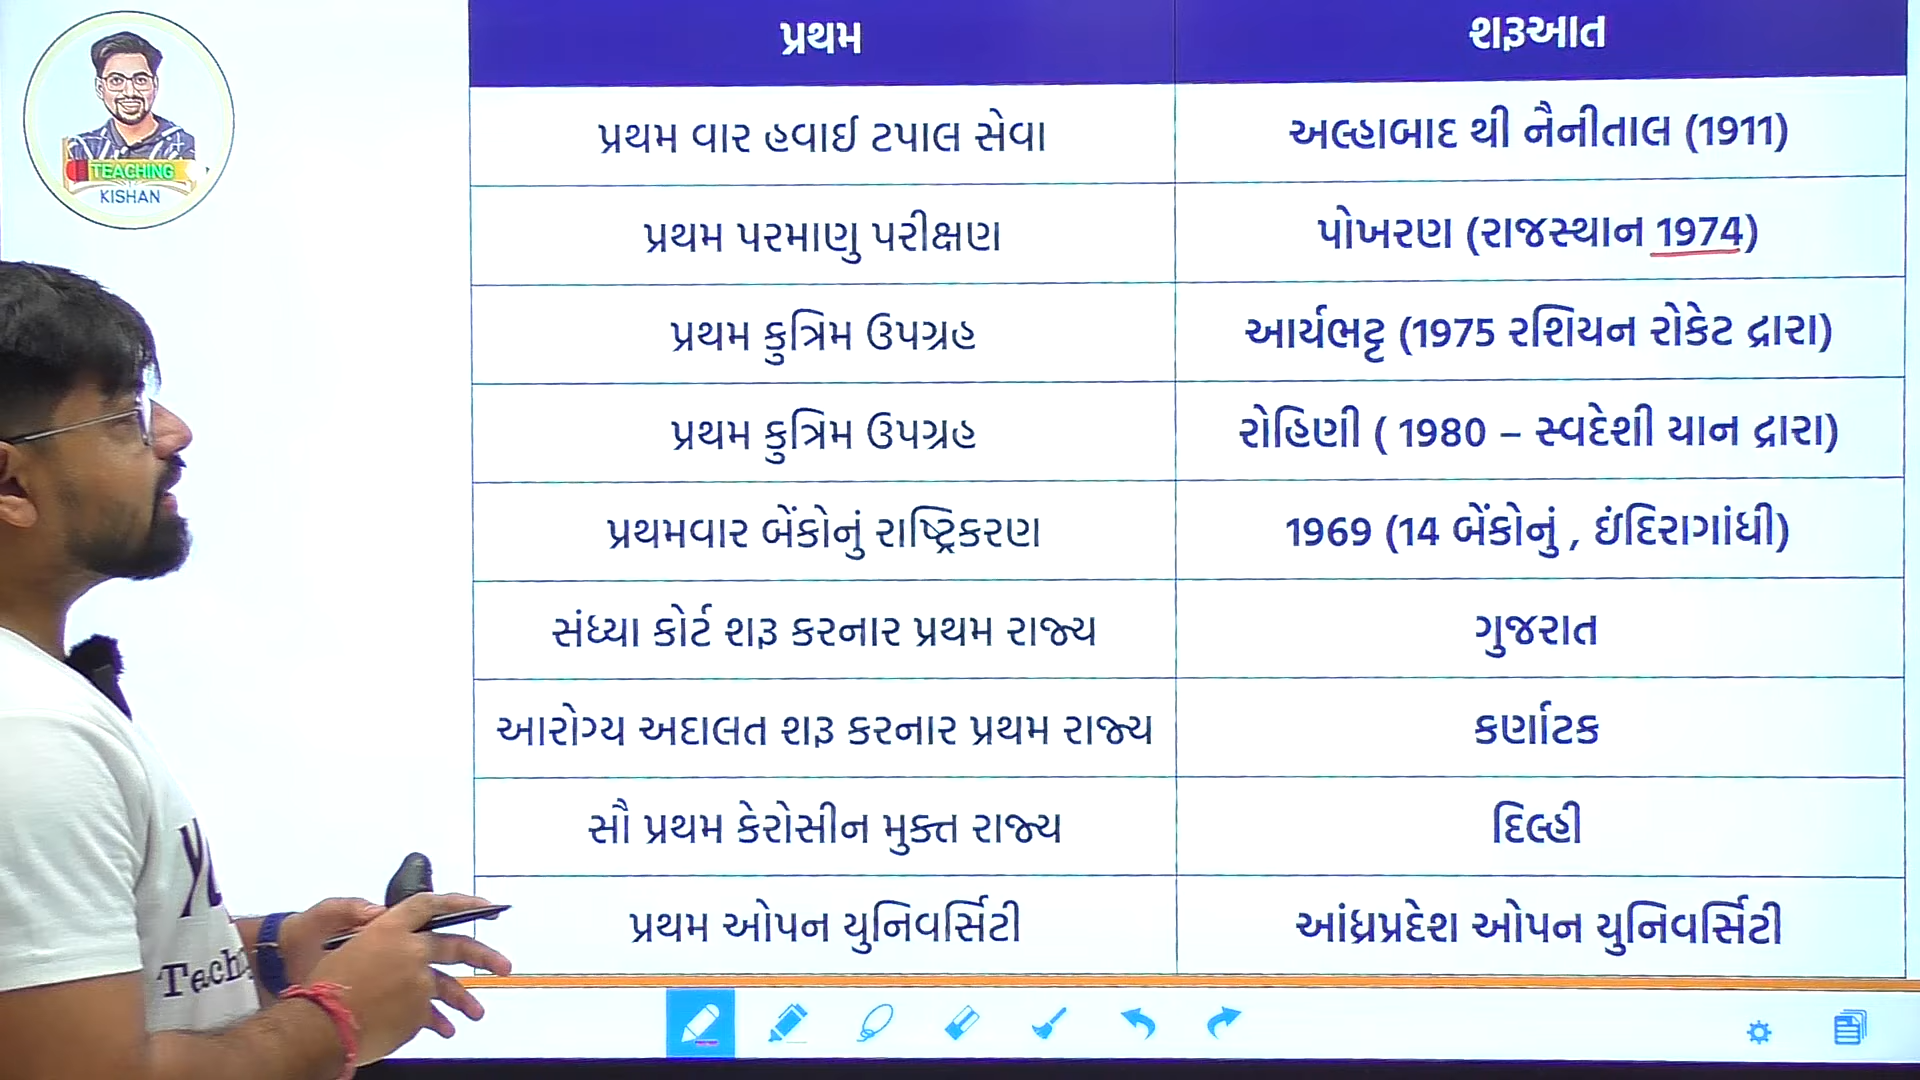 TEACHING
KISHAN
પ્રથમ શરૂઆત
પ્રથમ વાર હવાઈ ટપાલ સેવા અલ્હાબાદ થી નૈનીતાલ (1911)
પ્રથમ પરમાણુ પરીક્ષણ પોખરણ (રાજસ્થાન 1974)
પ્રથમ કુત્રિમ ઉપગ્રહ આર્યભટ્ટ (1975 રશિયન રોકેટ દ્રારા)
પ્રથમ કુત્રિમ ઉપગ્રહ રોહિણી ( 1980 – સ્વદેશી યાન દ્રારા)
પ્રથમવાર બેંકોનું રાષ્ટ્રિકરણ 1969 (14 બેંકોનું , ઇંદિરાગાંધી)
સંધ્યા કોર્ટ શરૂ કરનાર પ્રથમ રાજ્ય ગુજરાત
આરોગ્ય અદાલત શરૂ કરનાર પ્રથમ રાજ્ય કર્ણાટક
સૌ પ્રથમ કેરોસીન મુક્ત રાજ્ય દિલ્હી
પ્રથમ ઓપન યુનિવર્સિટી આંધ્રપ્રદેશ ઓપન યુનિવર્સિટી